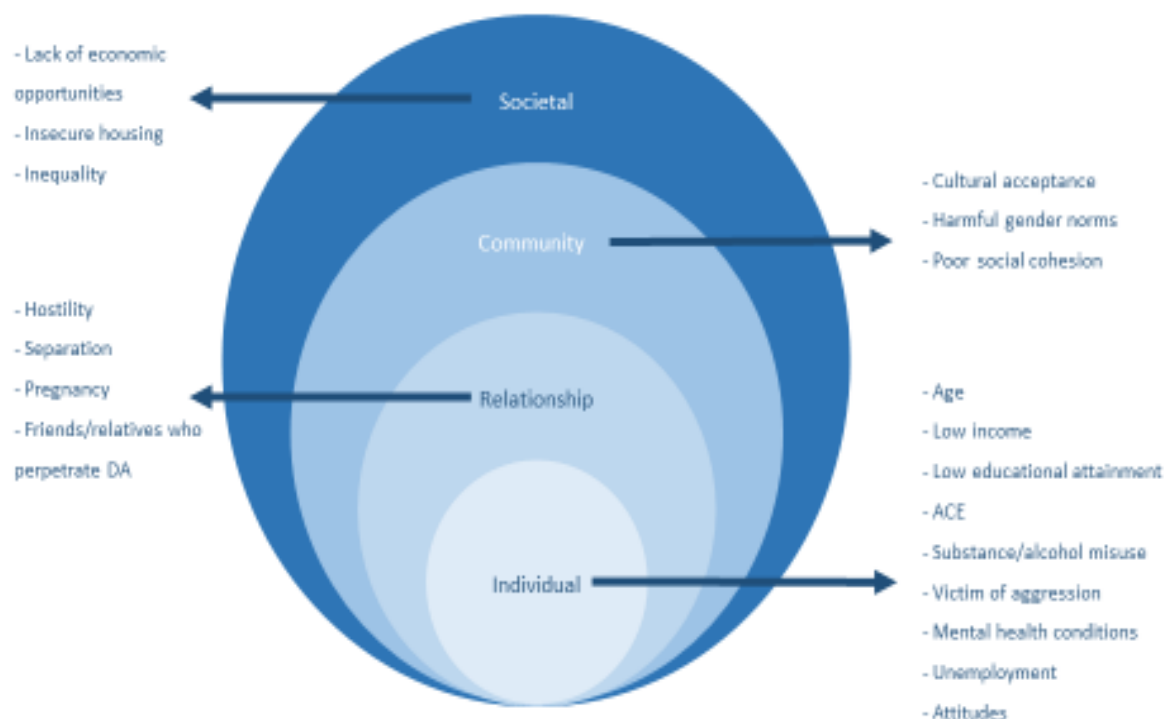 - Lack of economic
opportunities
- Insecure housing
- Inequality
Societal
- Cultural acceptance
- Harmful gender norms
- Poor social cohesion
Community
- Hostility
- Separation
- Pregnancy
- Friends/relatives who
perpetrate DA
Relationship
- Age
- Low income
- Low educational attainment
- ACE
- Substance/alcohol misuse
- Victim of aggression
- Mental health conditions
- Unemployment
- Attitudes
Individual